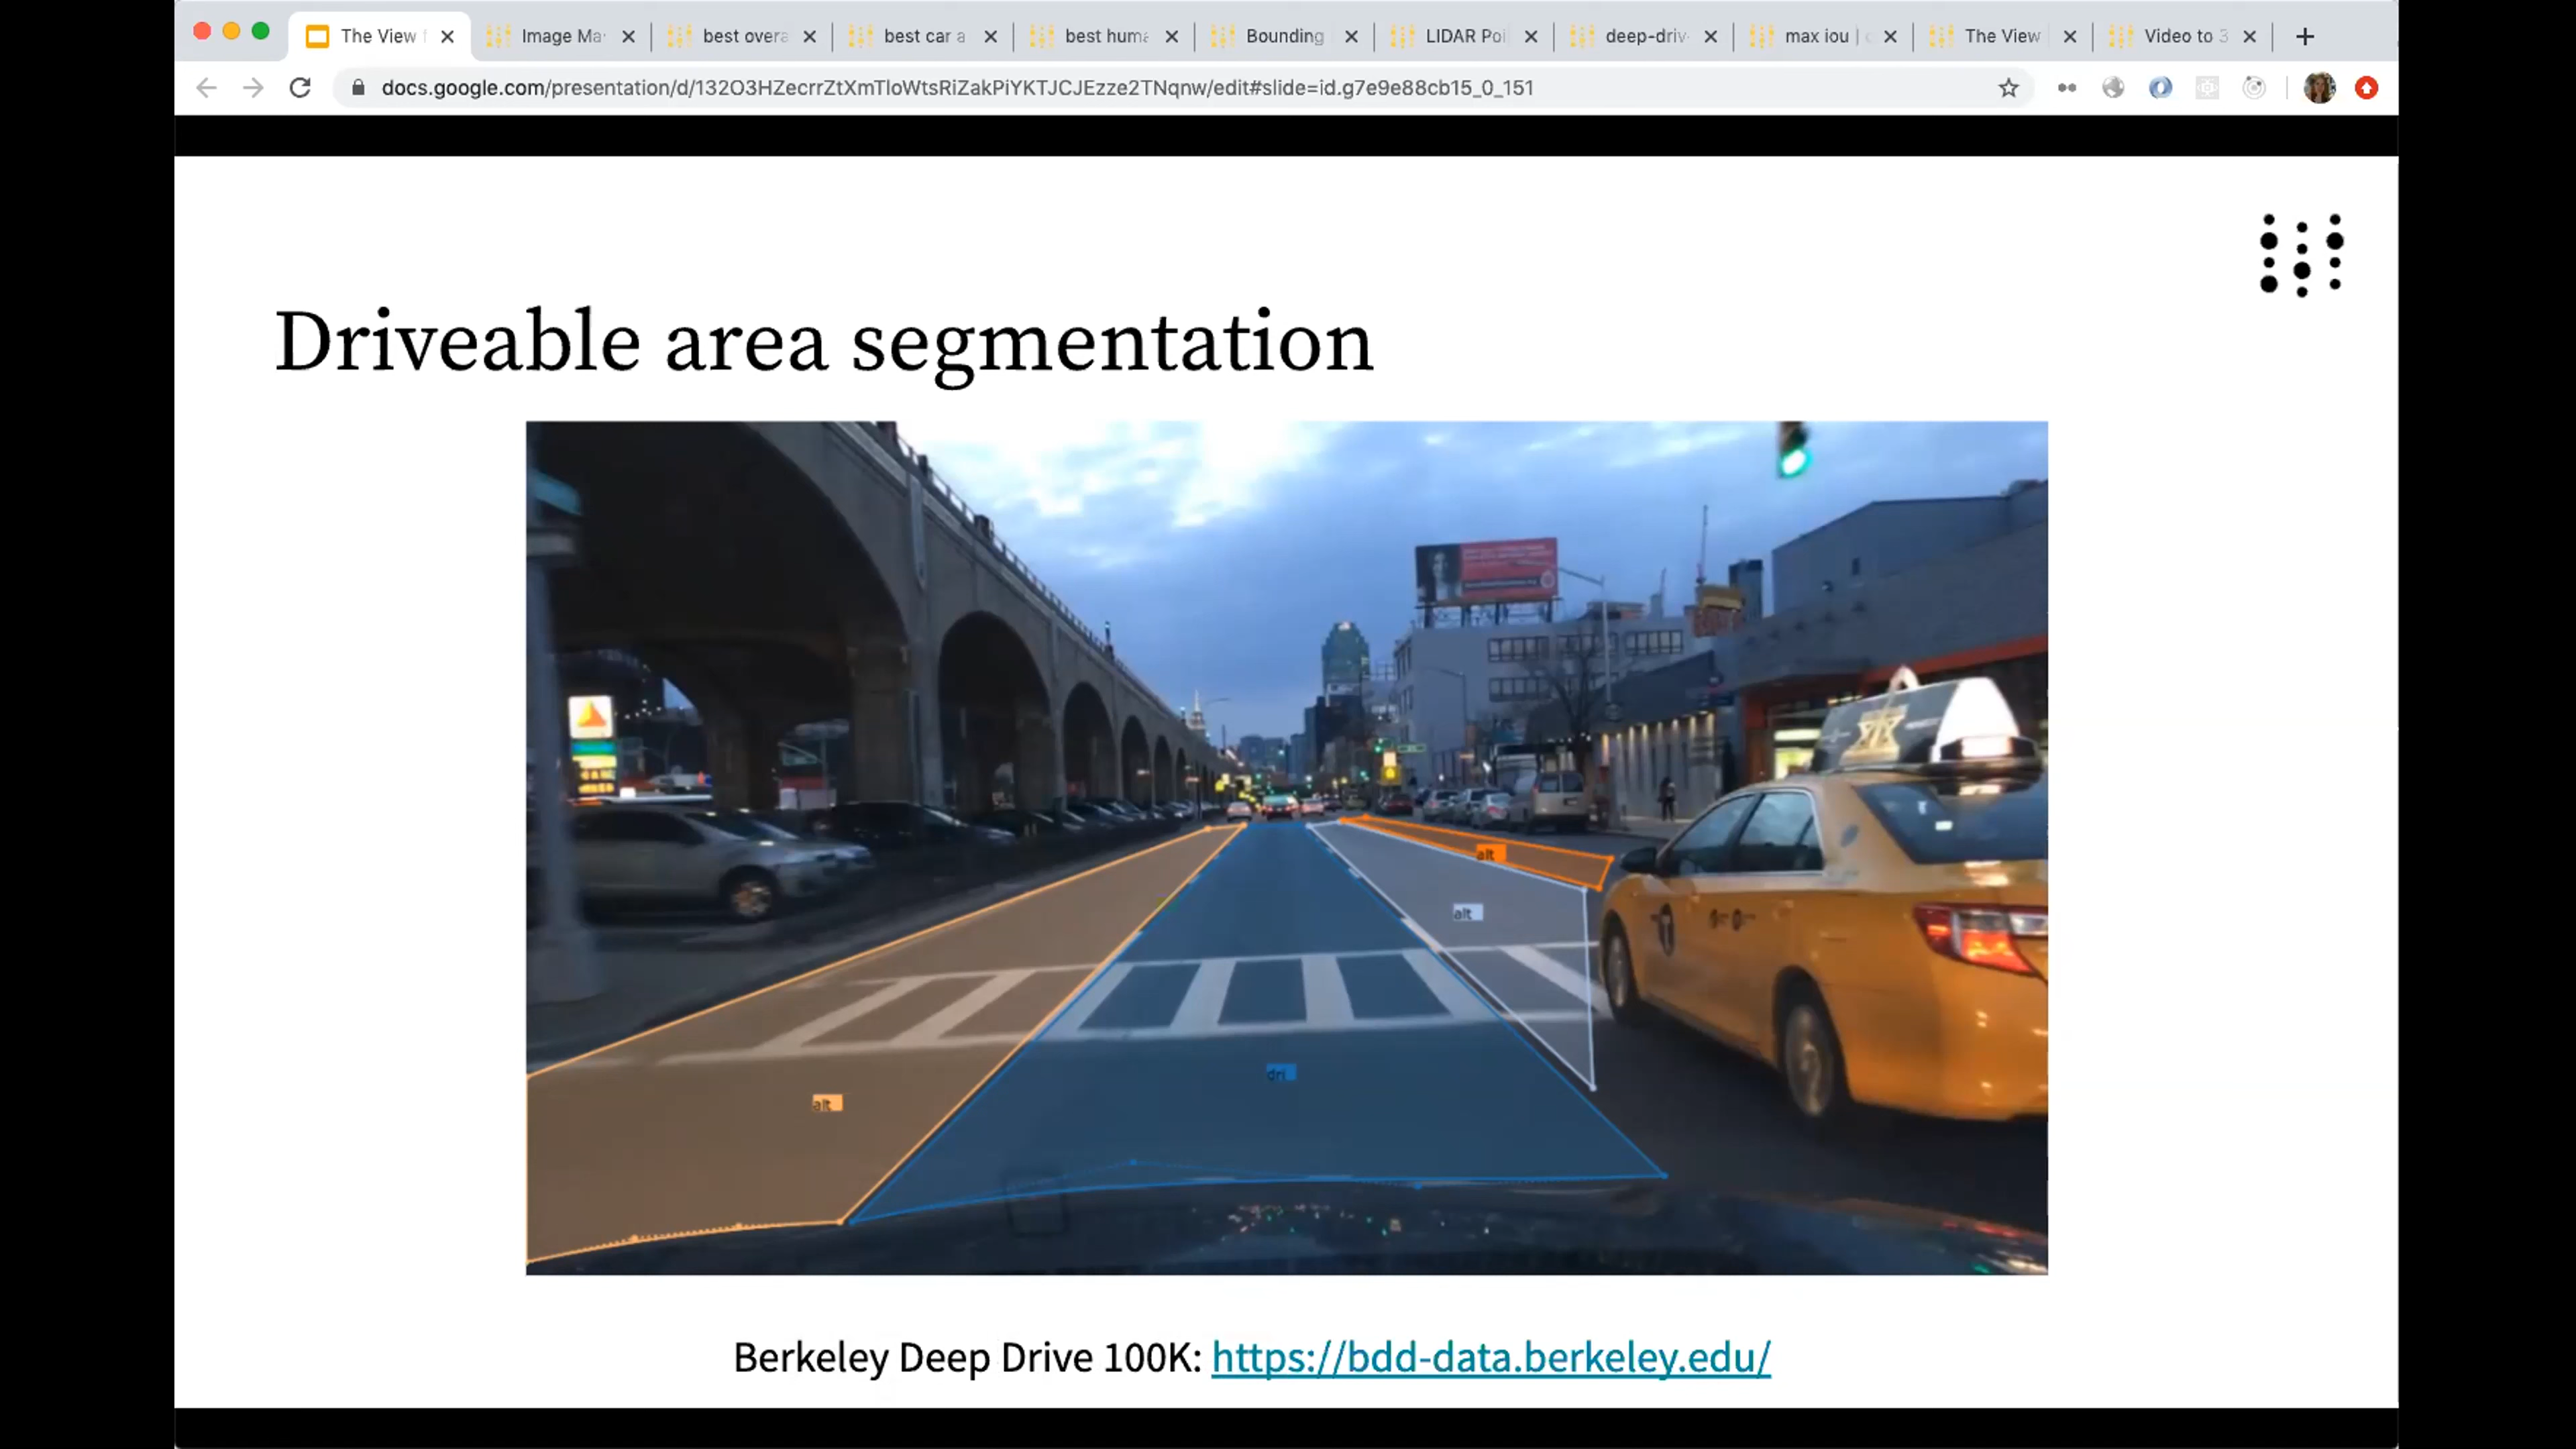 The View f
Image Ma
best overa
best car a
best huma
Bounding
LIDAR Poi
deep-driv
max iou | c
The View
Video to 3
docs.google.com/presentation/d/132O3HZecrrZtXmTloWtsRiZakPiYKTJCJEzze2TNqnw/edit#slide=id.g7e9e88cb15_0_151
Driveable area segmentation
alt
alt
dri
alt
Berkeley Deep Drive 100K: https://bdd-data.berkeley.edu/